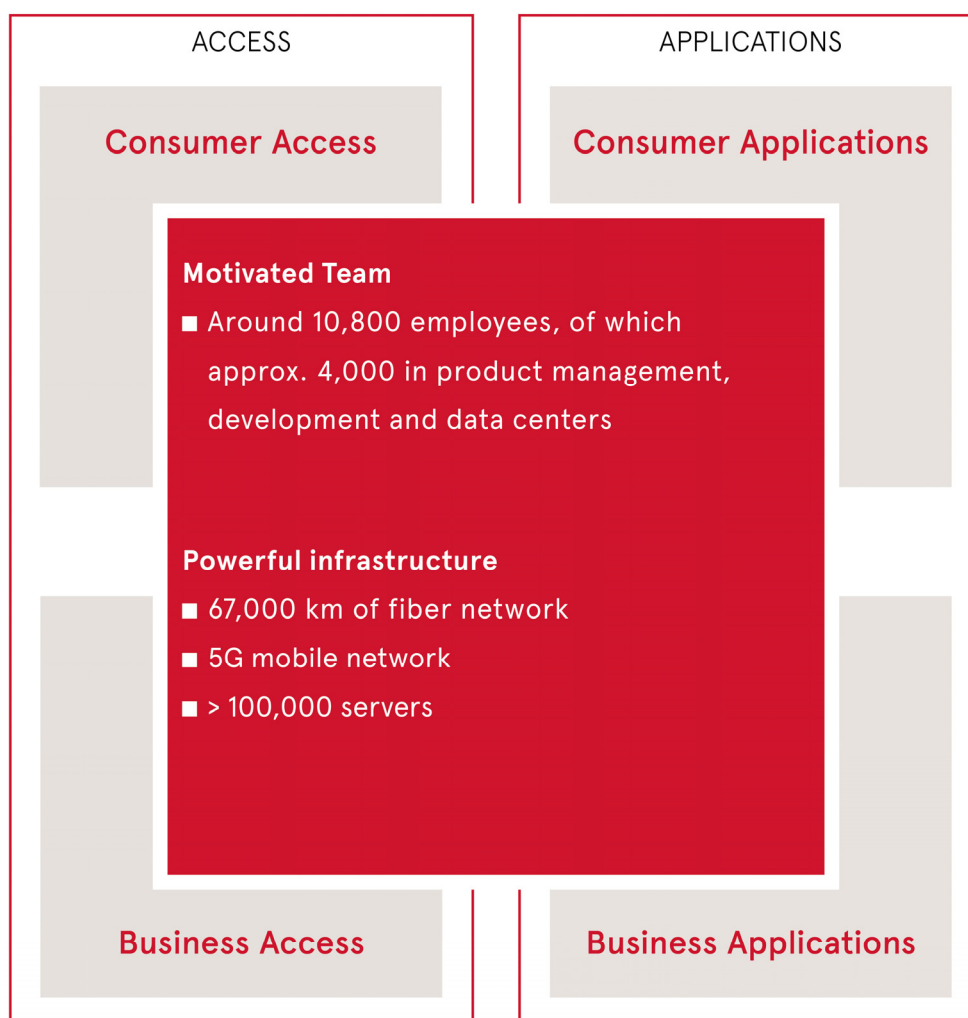 ACCESS
APPLICATIONS
Consumer Access
Consumer Applications
Motivated Team
■ Around 10,800 employees, of which
approx. 4,000 in product management,
development and data centers
Powerful infrastructure
■ 67,000 km of fiber network
■ 5G mobile network
■ > 100,000 servers
Business Access
Business Applications